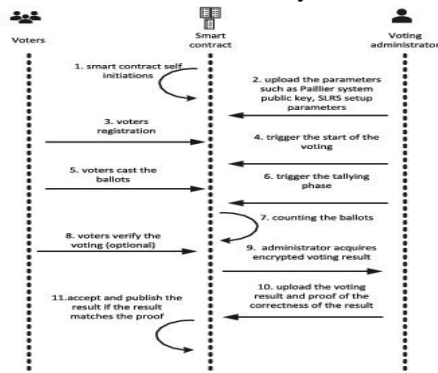 Voters
Smart
contract
Voting
administrator
1. smart contract self
initiations
2. upload the parameters
such as Paillier system
public key, SLRS setup
parameters
3. voters
registration
4. trigger the start of the
voting
5. voters cast the
ballots
6. trigger the tallying
phase
7. counting the ballots
8. voters verify the
voting (optional)
9. administrator acquires
encrypted voting result
10. upload the voting
result and proof of the
correctness of the result
11.accept and publish the
result if the result
matches the proof